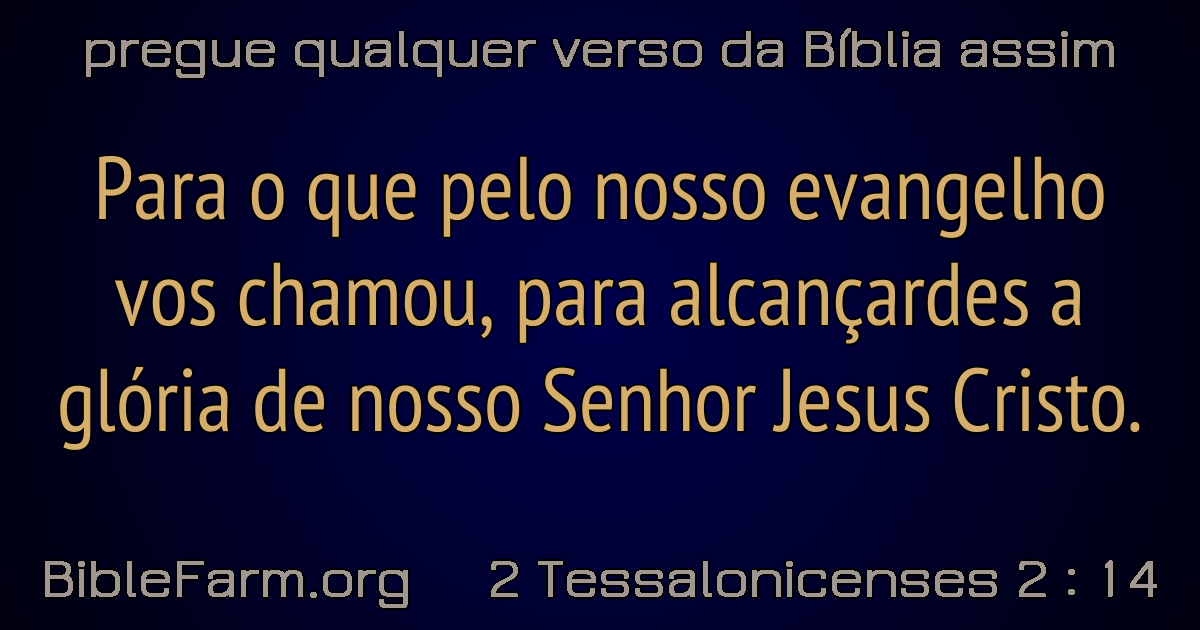 pregue qualquer verso da Bíblia assim
Para o que pelo nosso evangelho
vos chamou, para alcançardes a
glória de nosso Senhor Jesus Cristo.
BibleFarm.org 2 Tessalonicenses 2 : 14